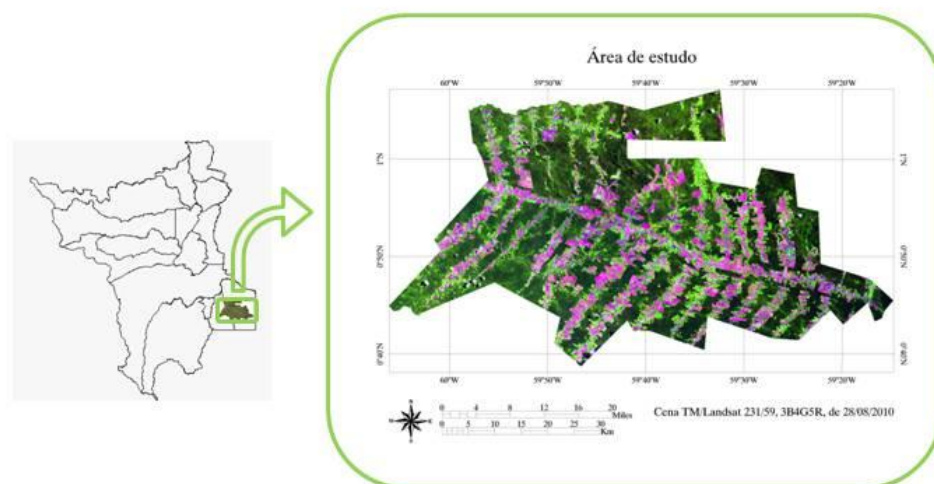 Área de estudo
60°W 59°50'W 59°40'W 59°30'W 59°20'W
1°N 1°N
0°50'N 0°50'N
0°40'N 0°40'N
60°W 59°50'W 59°40'W 59°30'W 59°20'W
N
W E
S
0 4 8 12 16 20
Miles
0 5 10 15 20 25 30
Km
Cena TM/Landsat 231/59, 3B4G5R, de 28/08/2010